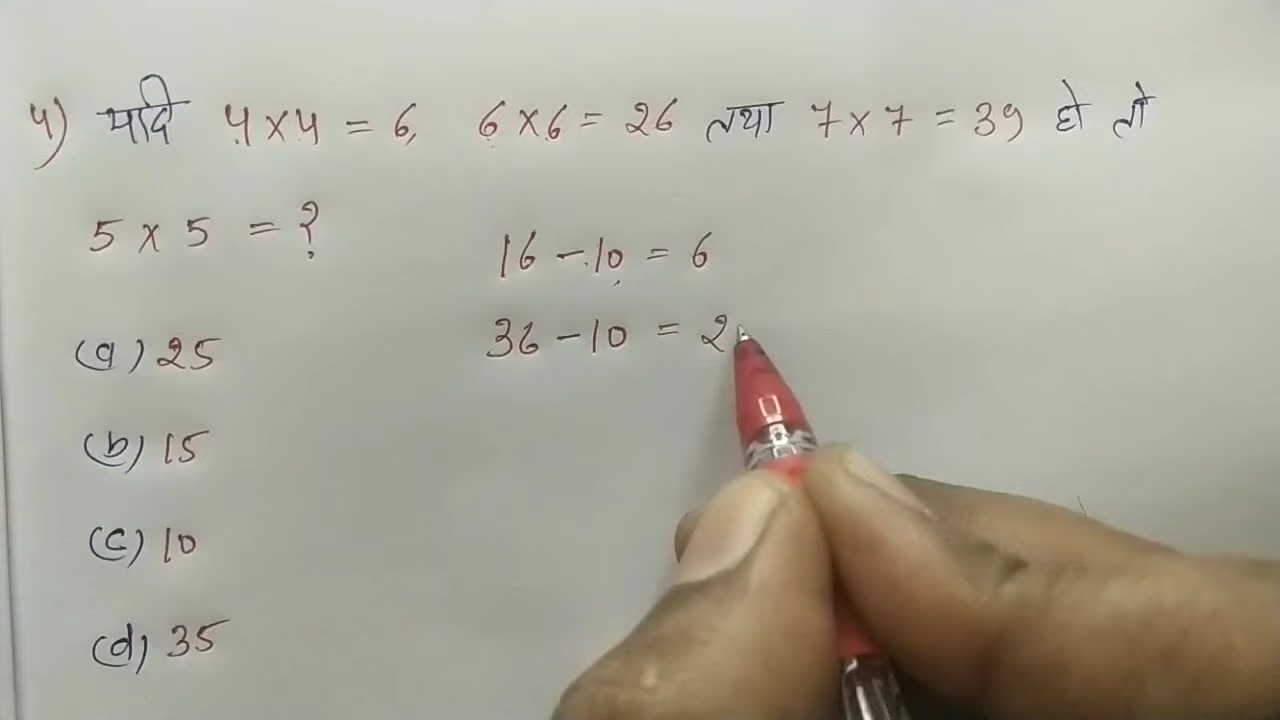 ५) यदि 4 x 4 = 6, 6 x 6 = 26 तथा 7 x 7 = 39 हो तो
5 x 5 = ?
16 - 10 = 6
36 - 10 = 2
(a) 25
(b) 15
(c) 10
(d) 35